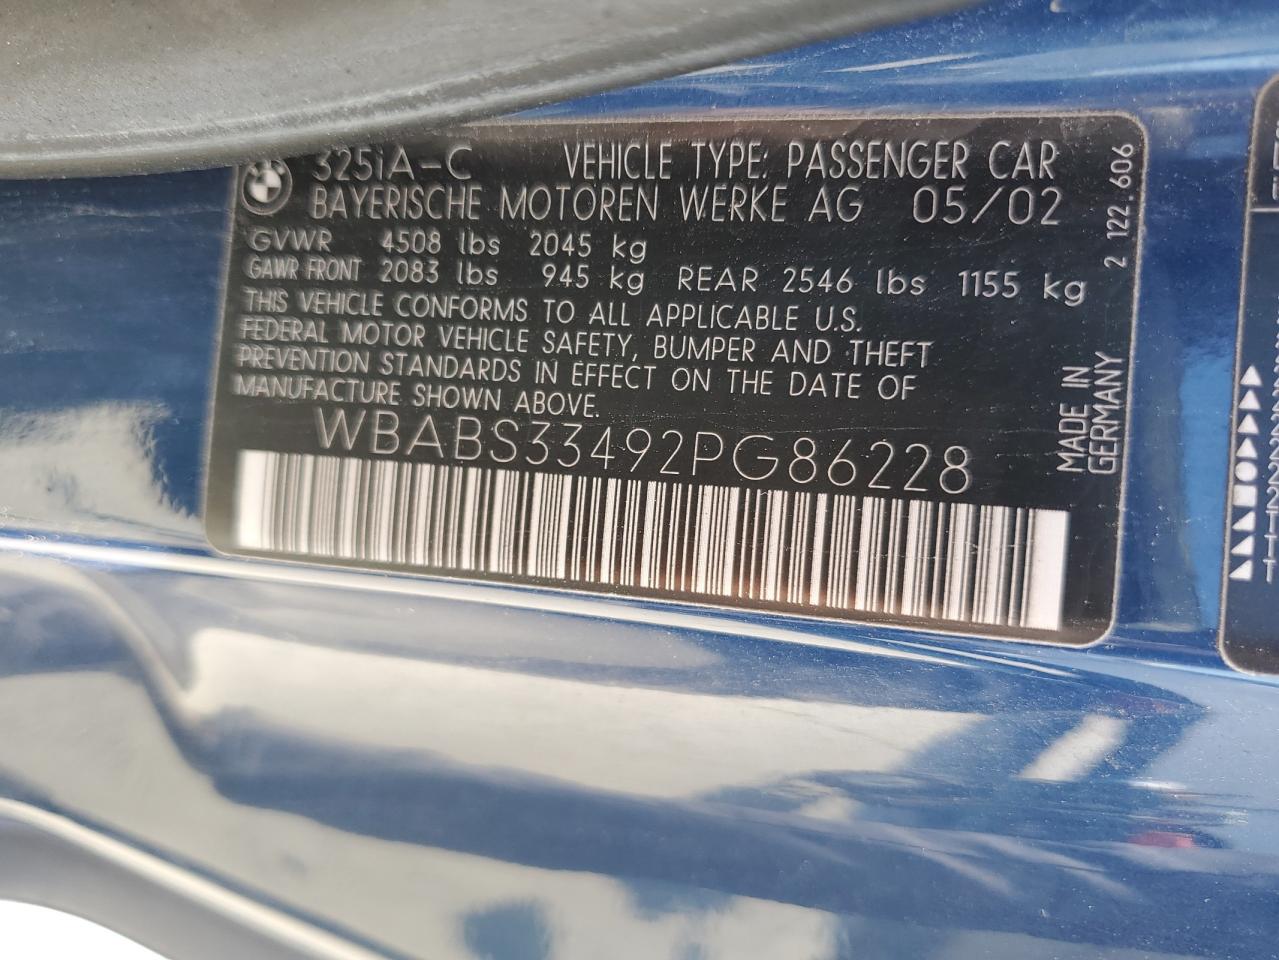 325iA-C VEHICLE TYPE: PASSENGER CAR
BAYERISCHE MOTOREN WERKE AG 05/02
GVWR 4508 lbs 2045 kg
GAWR FRONT 2083 lbs 945 kg REAR 2546 lbs 1155 kg
THIS VEHICLE CONFORMS TO ALL APPLICABLE U.S.
FEDERAL MOTOR VEHICLE SAFETY, BUMPER AND THEFT
PREVENTION STANDARDS IN EFFECT ON THE DATE OF
MANUFACTURE SHOWN ABOVE.
WBABS33492PG86228
2 122.606
MADE IN
GERMANY